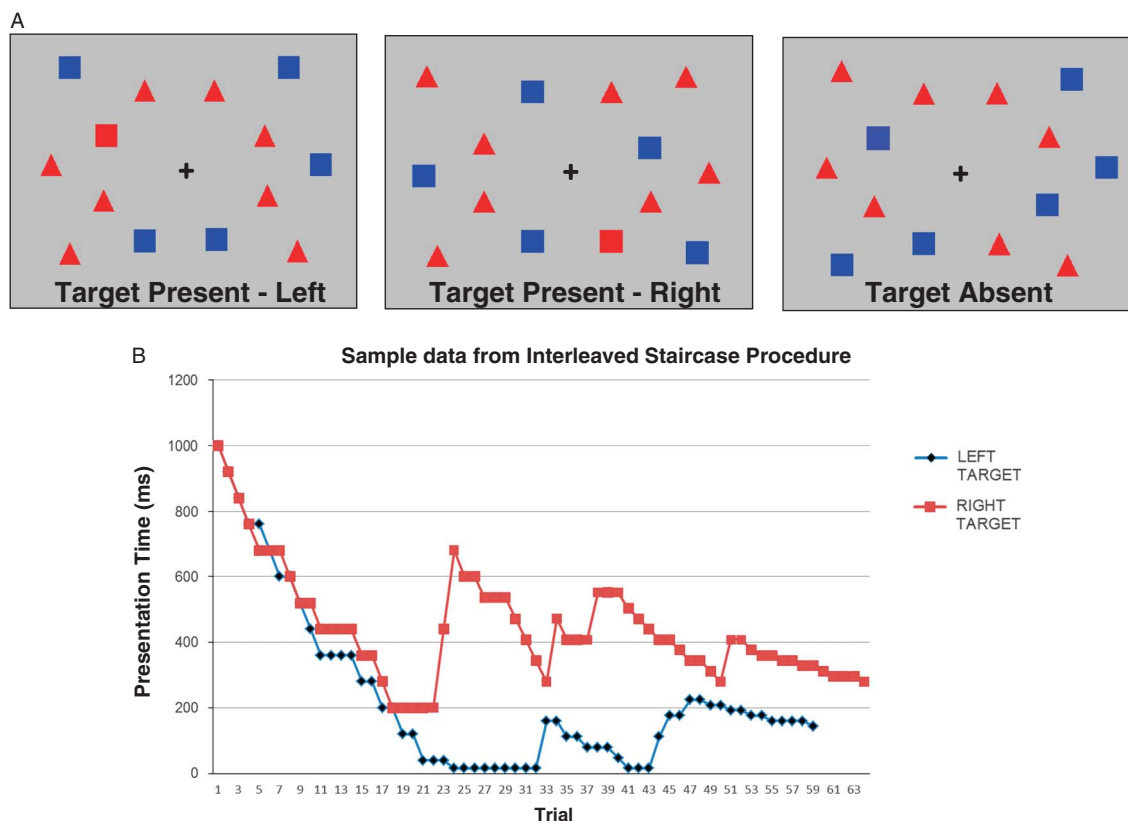 A
Target Present - Left
Target Present - Right
Target Absent
B
Sample data from Interleaved Staircase Procedure
Presentation Time (ms)
1200
1000
800
600
400
200
0
1 3 5 7 9 11 13 15 17 19 21 23 25 27 29 31 33 35 37 39 41 43 45 47 49 51 53 55 57 59 61 63
Trial
LEFT
TARGET
RIGHT
TARGET